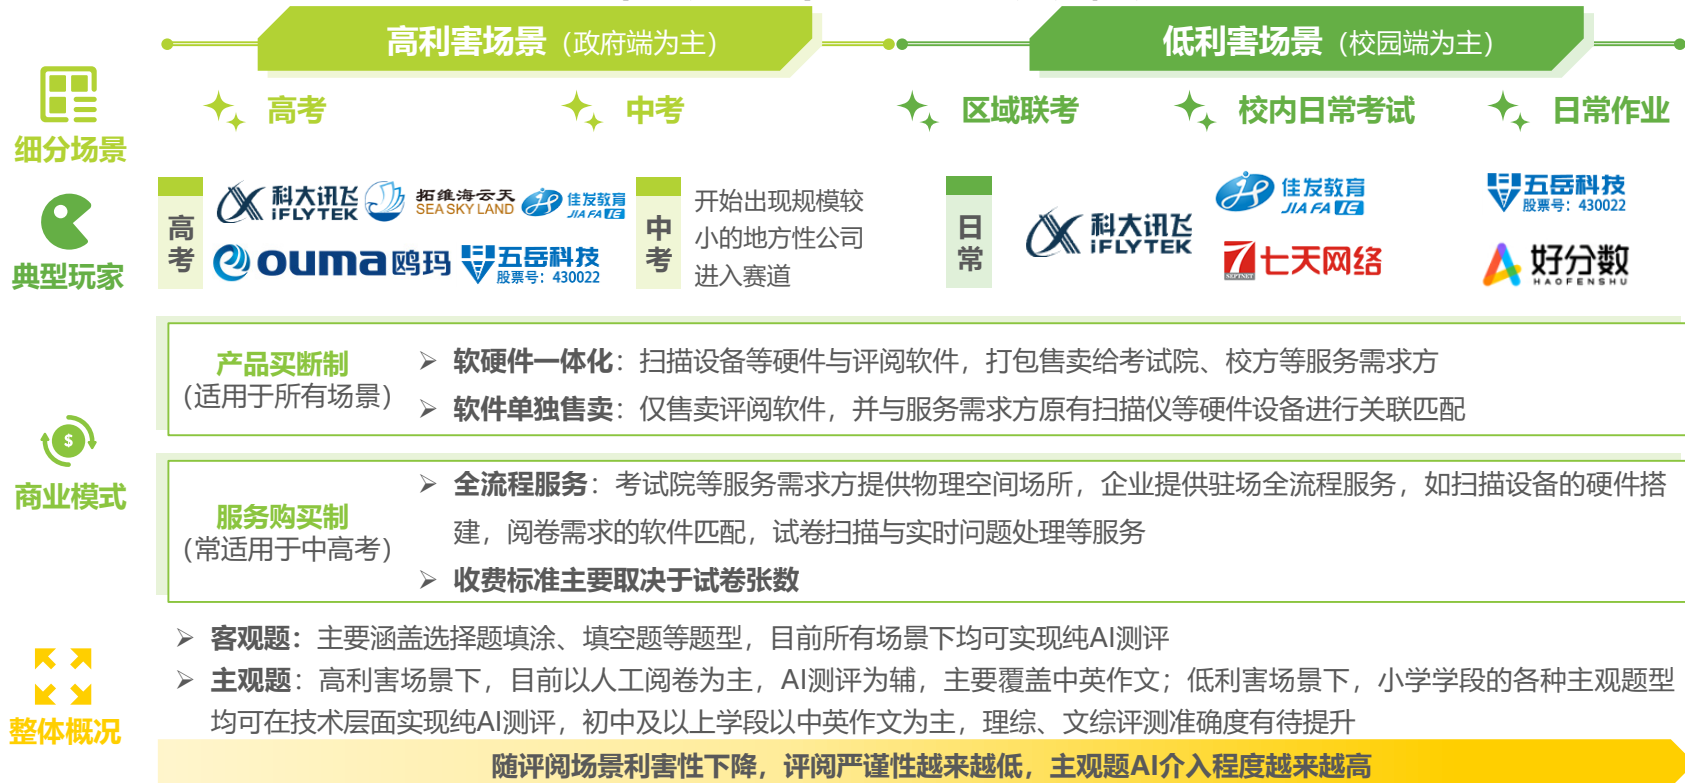 高利害场景（政府端为主）
低利害场景（校园端为主）
细分场景
高考
中考
区域联考
校内日常考试
日常作业
典型玩家
高考
科大讯飞
iFLYTEK
拓维海云天
SEA SKY LAND
佳发教育
JIA FA IE
ouma 鸥玛
五岳科技
股票号：430022
中考
开始出现规模较
小的地方性公司
进入赛道
日常
科大讯飞
iFLYTEK
佳发教育
JIA FA IE
七天网络
SEPTNET
五岳科技
股票号：430022
好分数
HAOFENSHU
商业模式
产品买断制
（适用于所有场景）
软硬件一体化：扫描设备等硬件与评阅软件，打包售卖给考试院、校方等服务需求方
软件单独售卖：仅售卖评阅软件，并与服务需求方原有扫描仪等硬件设备进行关联匹配
服务购买制
（常适用于中高考）
全流程服务：考试院等服务需求方提供物理空间场所，企业提供驻场全流程服务，如扫描设备的硬件搭
建，阅卷需求的软件匹配，试卷扫描与实时问题处理等服务
收费标准主要取决于试卷张数
整体概况
客观题：主要涵盖选择题填涂、填空题等题型，目前所有场景下均可实现纯AI测评
主观题：高利害场景下，目前以人工阅卷为主，AI测评为辅，主要覆盖中英作文；低利害场景下，小学学段的各种主观题型
均可在技术层面实现纯AI测评，初中及以上学段以中英作文为主，理综、文综评测准确度有待提升
随评阅场景利害性下降，评阅严谨性越来越低，主观题AI介入程度越来越高